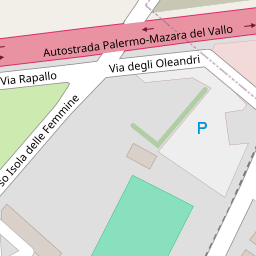 Autostrada Palermo-Mazara del Vallo
Via degli Oleandri
Via Rapallo
so Isola delle Femmine
P